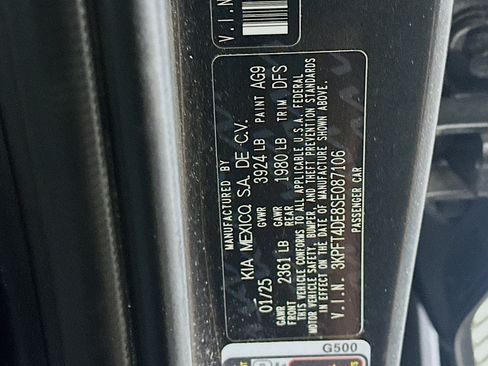 V.I.N.
MANUFACTURED BY
KIA MEXICO, S.A. DE C.V.
01/25 GVWR 3924 LB PAINT AG9
GAWR FRONT 2361 LB GAWR REAR 1980 LB TRIM DFS
THIS VEHICLE CONFORMS TO ALL APPLICABLE U.S.A. FEDERAL
MOTOR VEHICLE SAFETY, BUMPER, AND THEFT PREVENTION STANDARDS
IN EFFECT ON THE DATE OF MANUFACTURE SHOWN ABOVE.
V.I.N. 3KPFT4DE8SE087106
PASSENGER CAR
G500